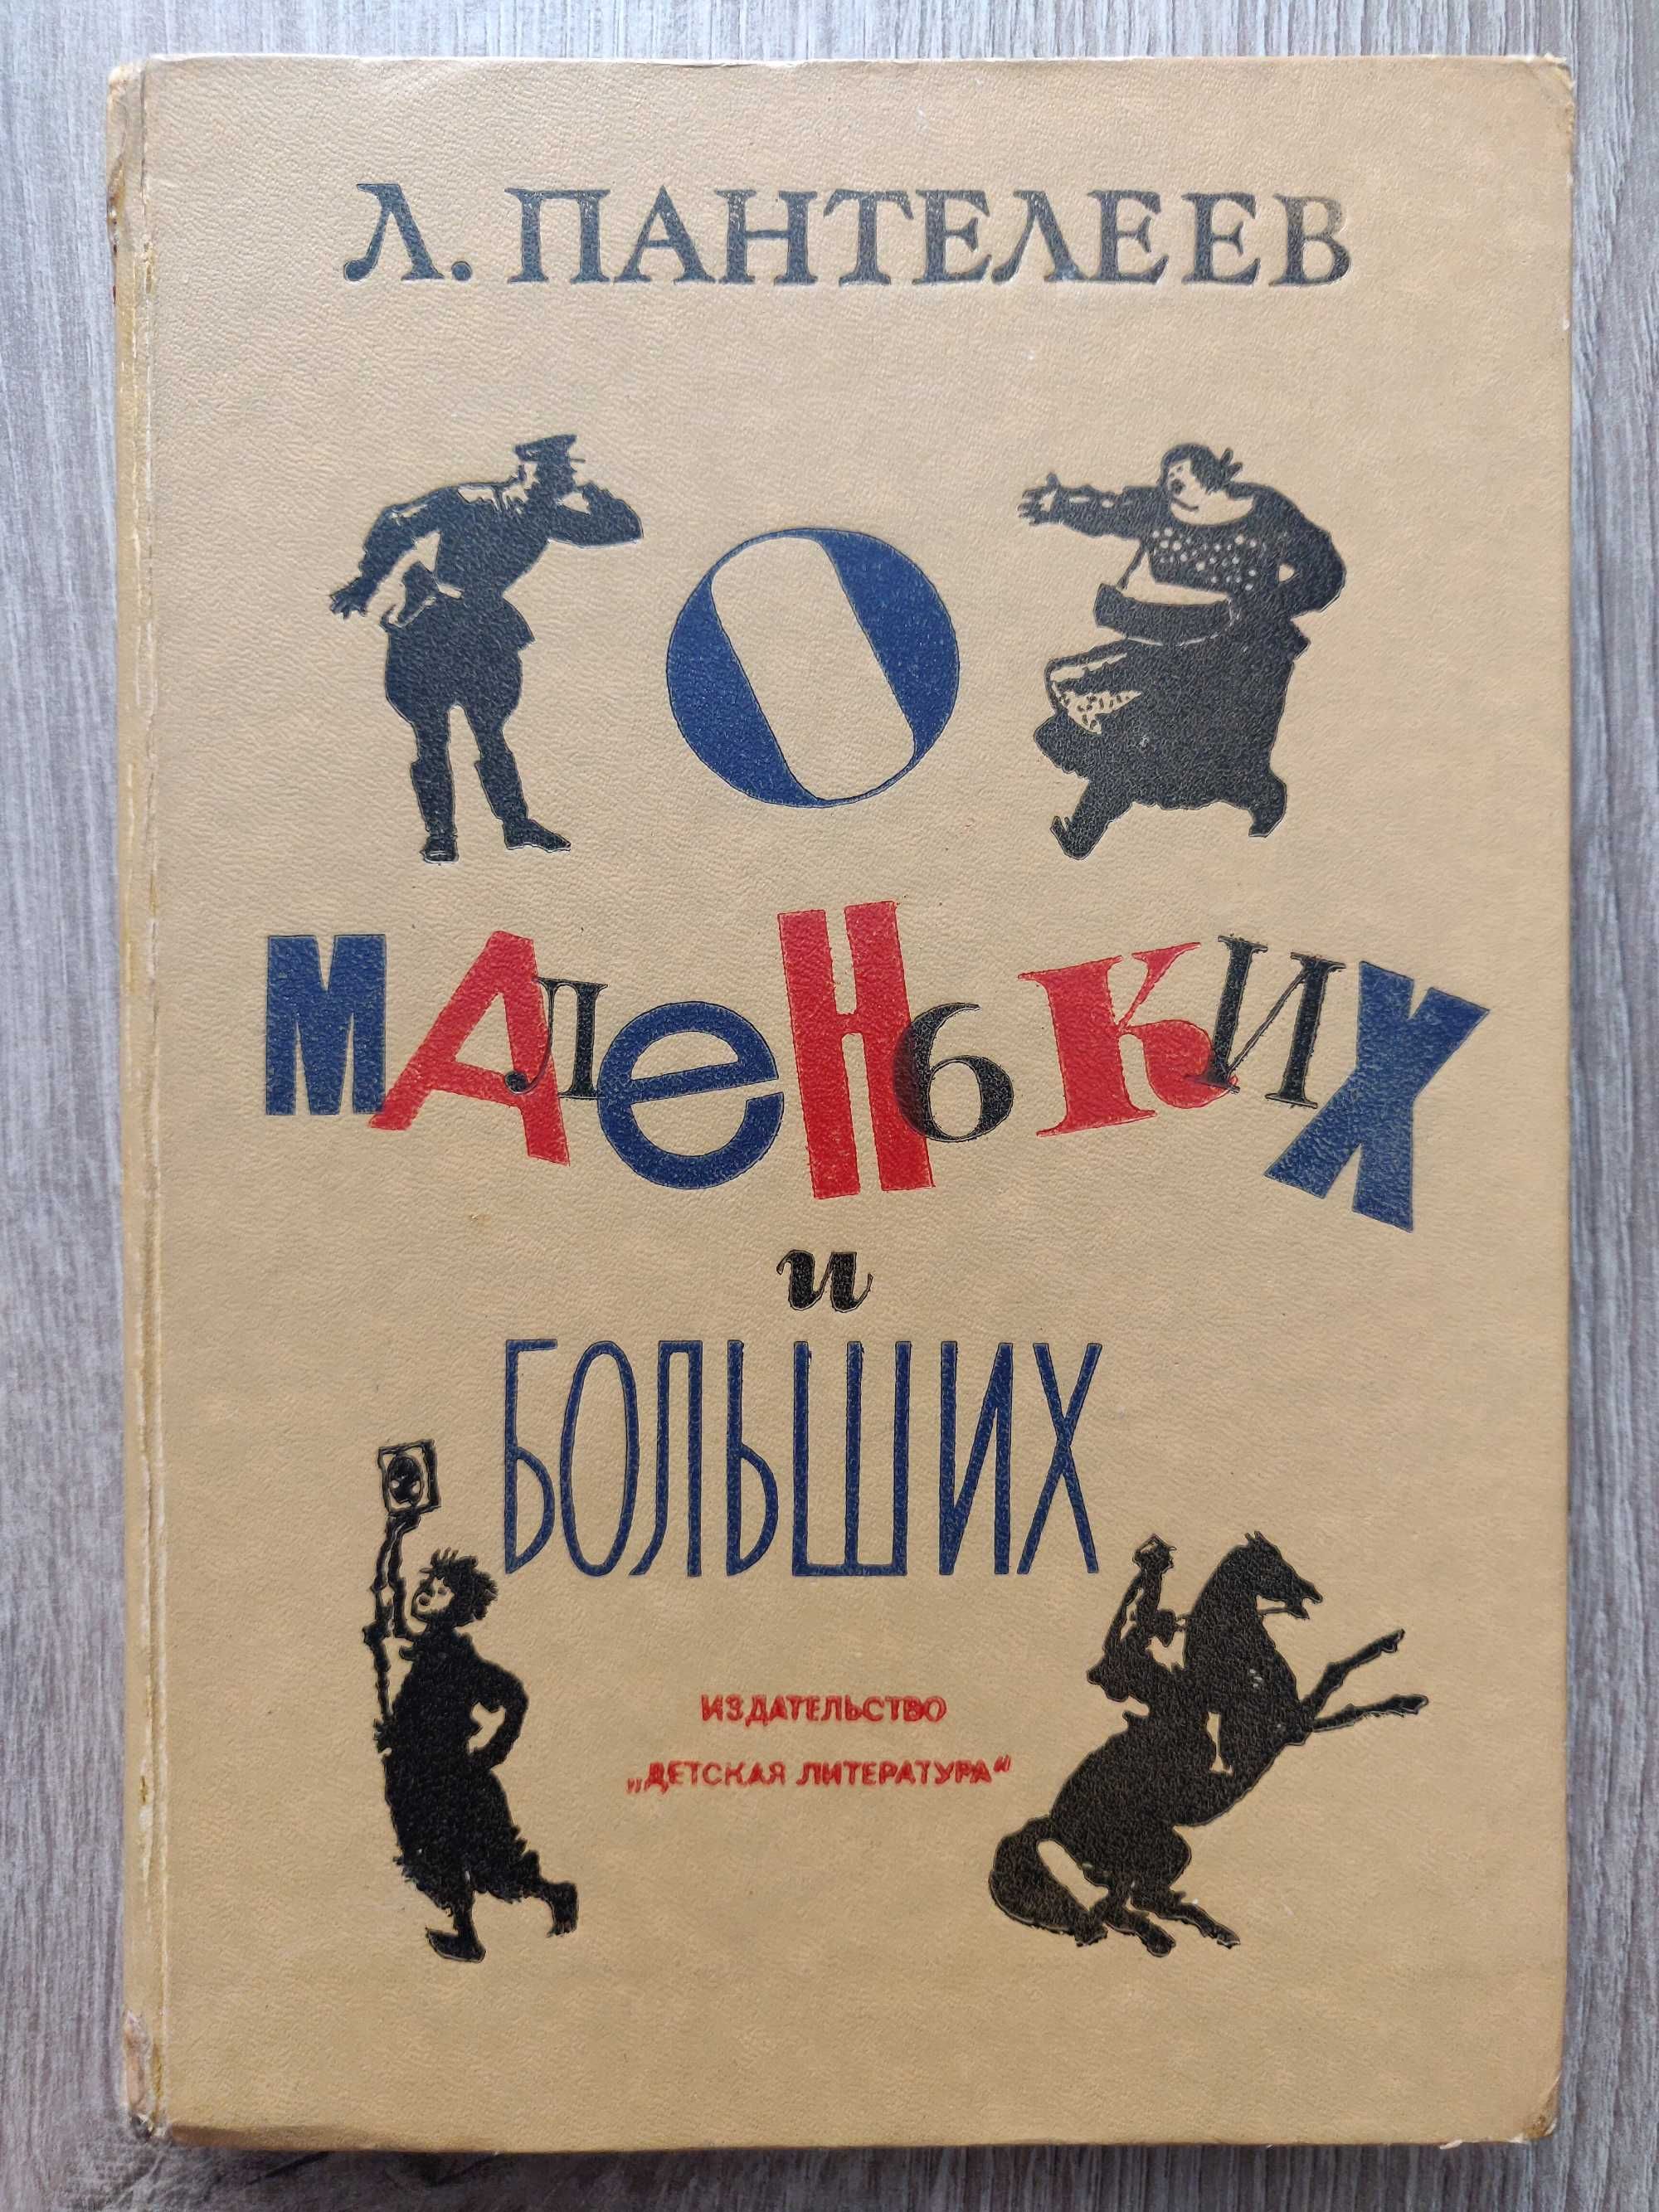 Л. ПАНТЕЛЕЕВ
О
МАЛеНЬКИХ
и
БОЛЬШИХ
ИЗДАТЕЛЬСТВО
„ДЕТСКАЯ ЛИТЕРАТУРА“